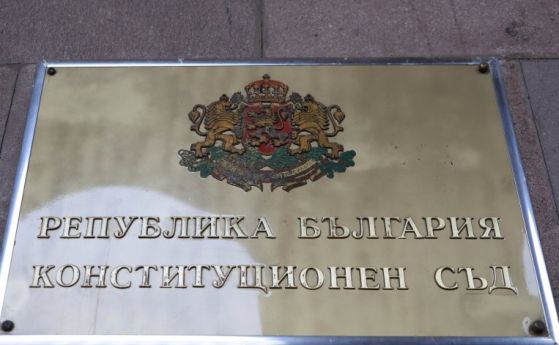 РЕПУБЛИКА БЪЛГАРИЯ
КОНСТИТУЦИОНЕН СЪД